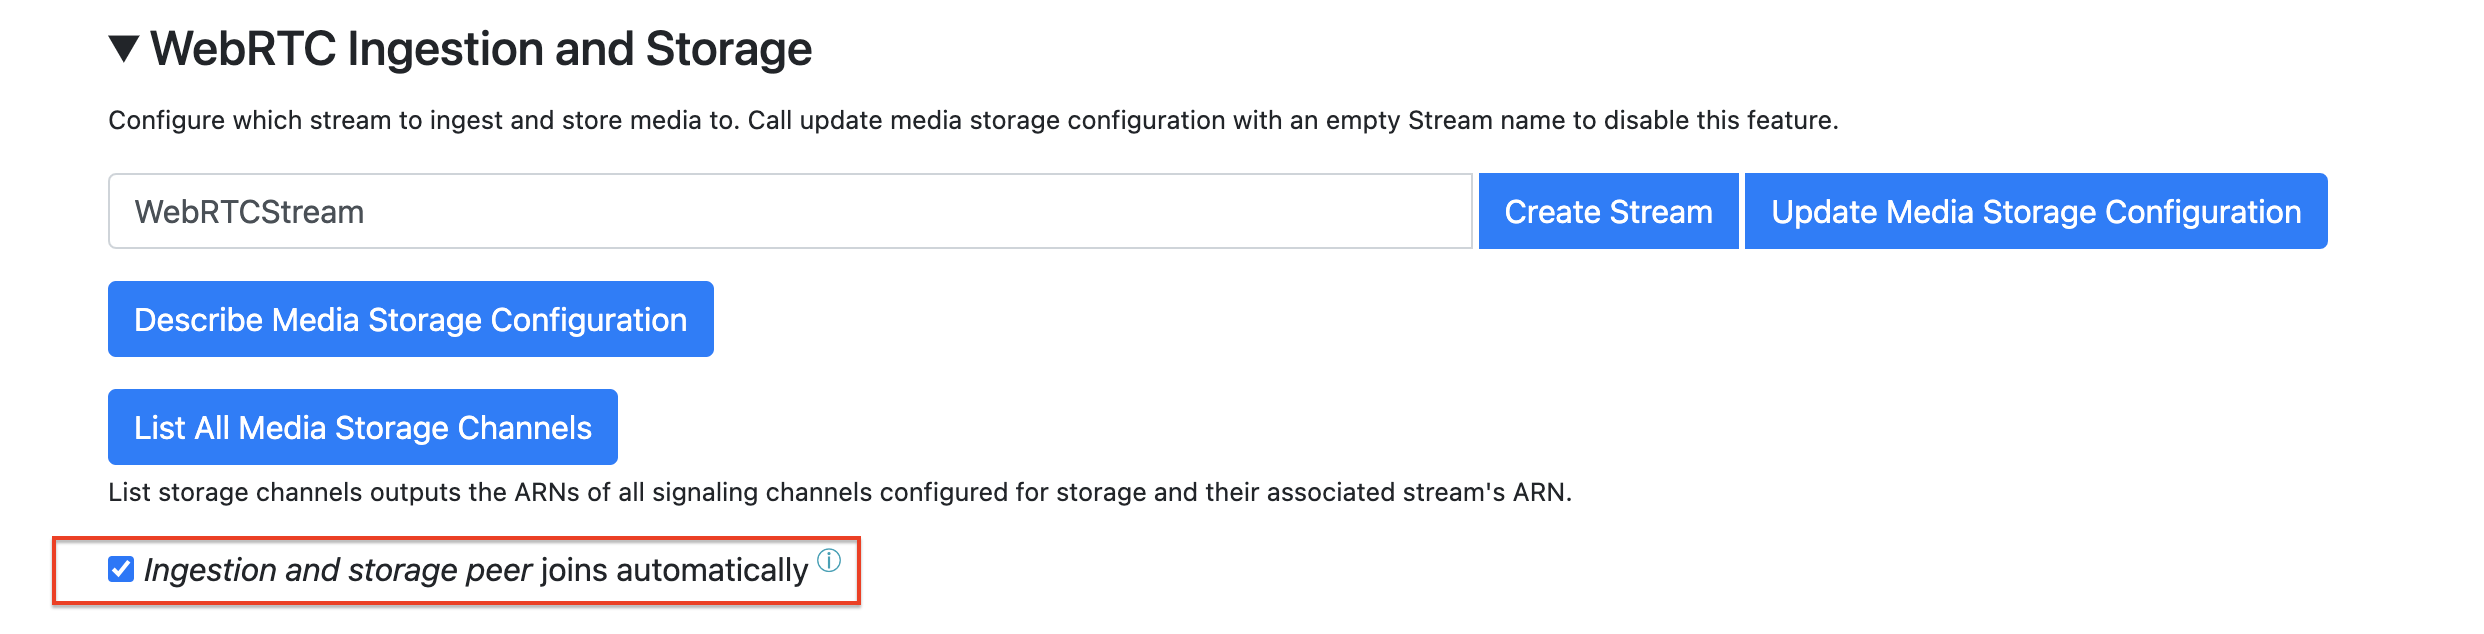 WebRTC Ingestion and Storage
Configure which stream to ingest and store media to. Call update media storage configuration with an empty Stream name to disable this feature.
WebRTCStream
Create Stream
Update Media Storage Configuration
Describe Media Storage Configuration
List All Media Storage Channels
List storage channels outputs the ARNs of all signaling channels configured for storage and their associated stream's ARN.
Ingestion and storage peer joins automatically